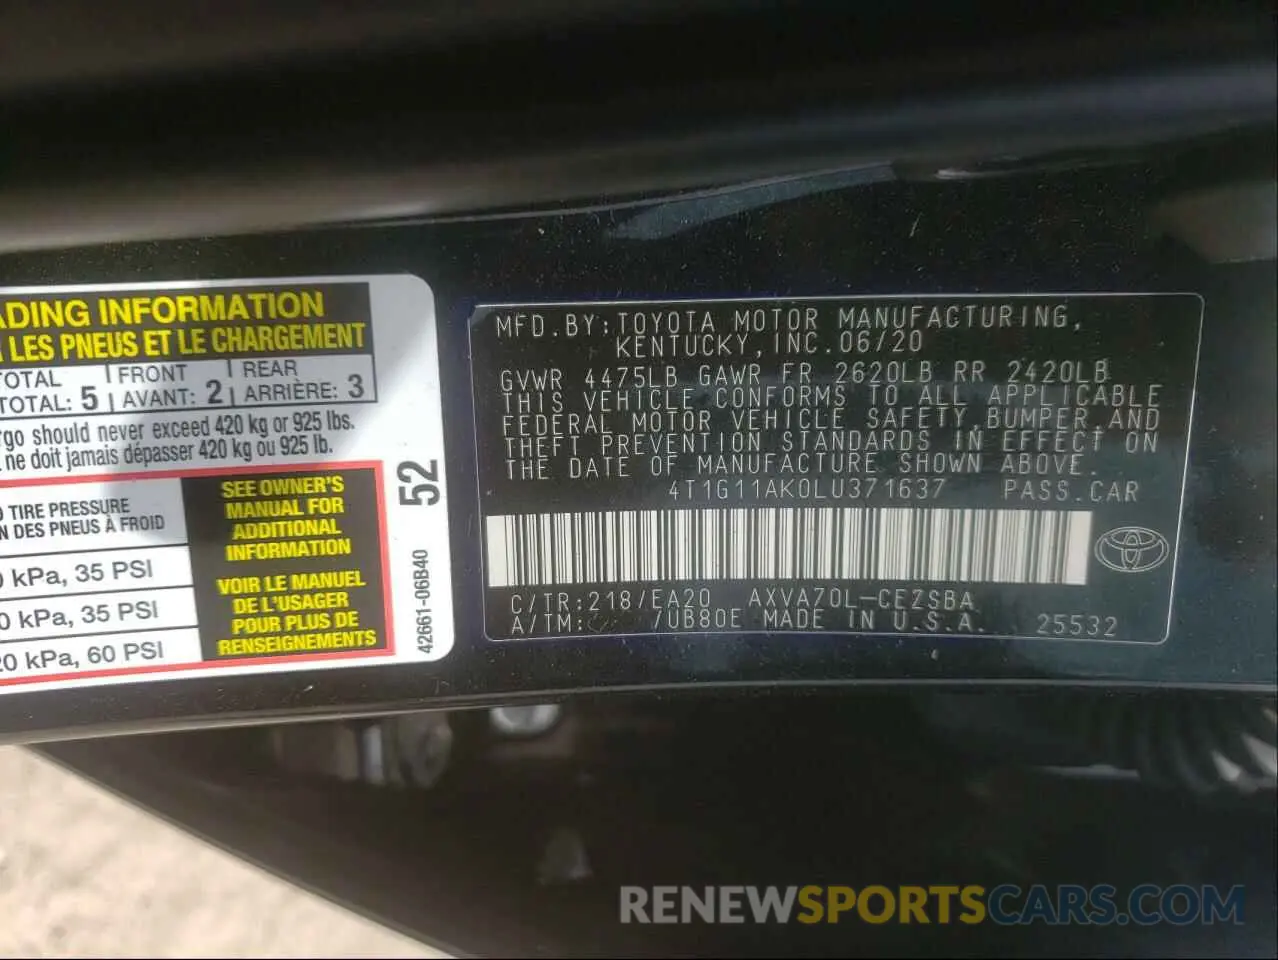 ADING INFORMATION
LES PNEUS ET LE CHARGEMENT
TOTAL FRONT REAR
TOTAL: 5 AVANT: 2 ARRIÈRE: 3
rgo should never exceed 420 kg or 925 lbs.
ne doit jamais dépasser 420 kg ou 925 lb.
TIRE PRESSURE
N DES PNEUS À FROID
0 kPa, 35 PSI
0 kPa, 35 PSI
20 kPa, 60 PSI
SEE OWNER'S
MANUAL FOR
ADDITIONAL
INFORMATION
VOIR LE MANUEL
DE L'USAGER
POUR PLUS DE
RENSEIGNEMENTS
52
42661-06B40
MFD.BY:TOYOTA MOTOR MANUFACTURING,
KENTUCKY,INC.06/20
GVWR 4475LB GAWR FR 2620LB RR 2420LB
THIS VEHICLE CONFORMS TO ALL APPLICABLE
FEDERAL MOTOR VEHICLE SAFETY,BUMPER,AND
THEFT PREVENTION STANDARDS IN EFFECT ON
THE DATE OF MANUFACTURE SHOWN ABOVE.
4T1G11AK0LU371637 PASS.CAR
C/TR:218/EA20 AXVA70L-CEZSBA
A/TM: 7UB80E MADE IN U.S.A. 25532
RENEWSPORTSCARS.COM